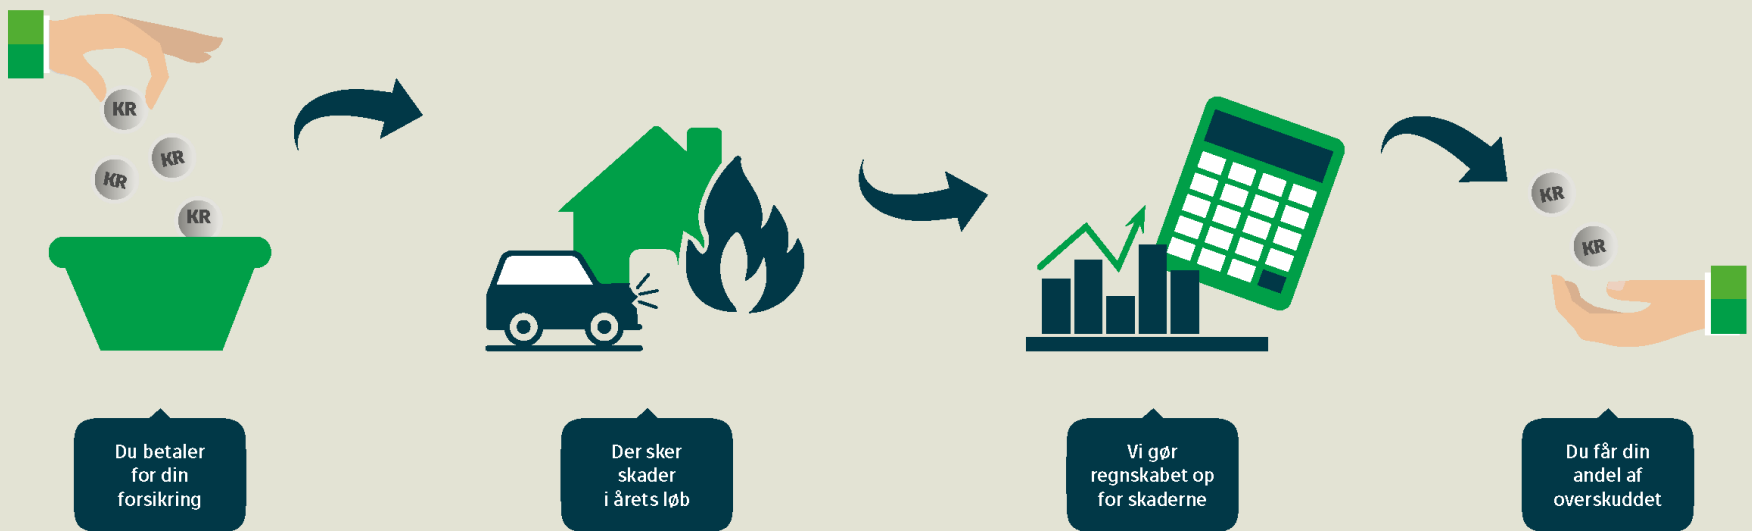 KR
KR
KR
KR
KR
KR
Du betaler
for din
forsikring
Der sker
skader
i årets løb
Vi gør
regnskabet op
for skaderne
Du får din
andel af
overskuddet